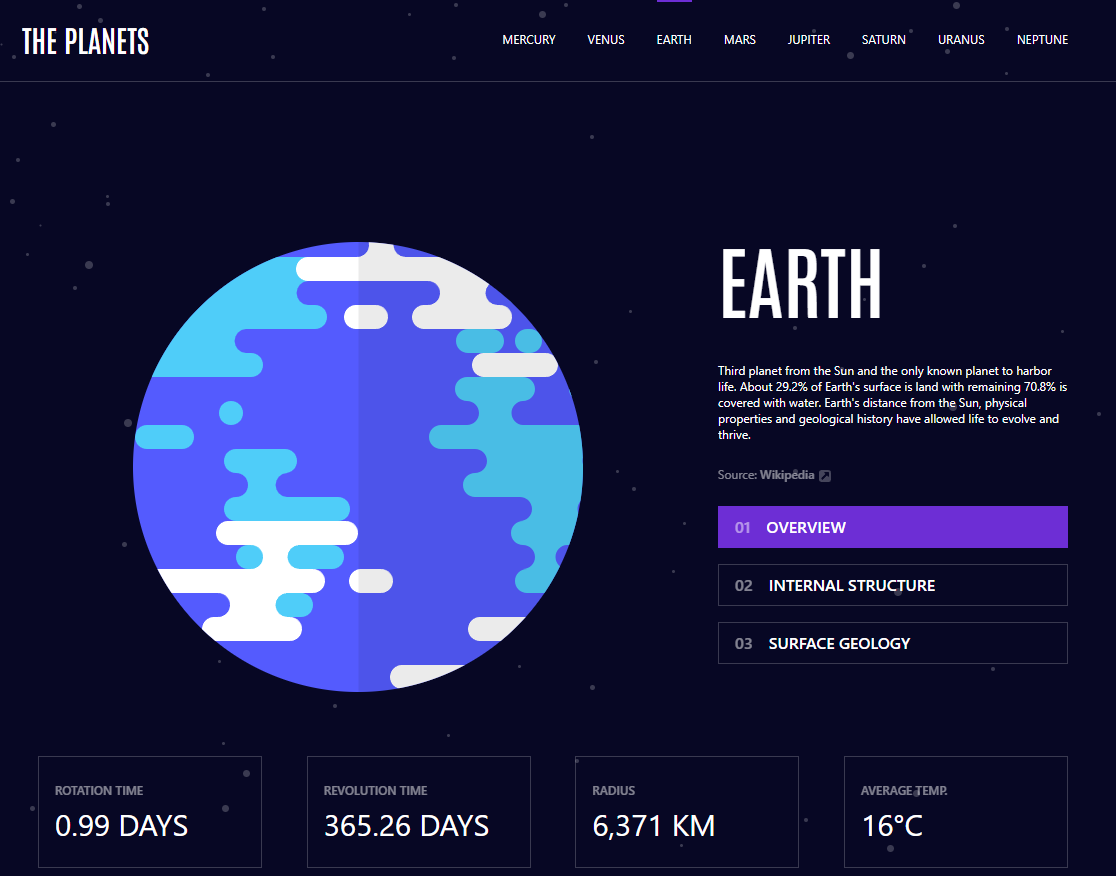 THE PLANETS
MERCURY VENUS EARTH MARS JUPITER SATURN URANUS NEPTUNE
EARTH
Third planet from the Sun and the only known planet to harbor
life. About 29.2% of Earth's surface is land with remaining 70.8% is
covered with water. Earth's distance from the Sun, physical
properties and geological history have allowed life to evolve and
thrive.
Source: Wikipedia
01 OVERVIEW
02 INTERNAL STRUCTURE
03 SURFACE GEOLOGY
ROTATION TIME
0.99 DAYS
REVOLUTION TIME
365.26 DAYS
RADIUS
6,371 KM
AVERAGE TEMP.
16°C